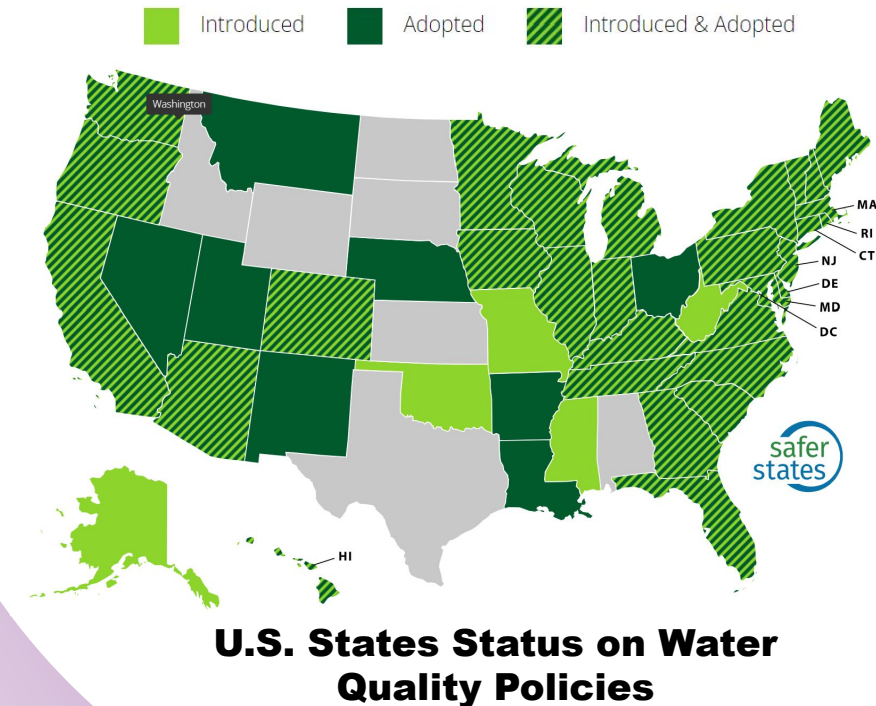 Introduced
Adopted
Introduced & Adopted
Washington
MA
RI
CT
NJ
DE
MD
DC
safer
states
HI
U.S. States Status on Water
Quality Policies